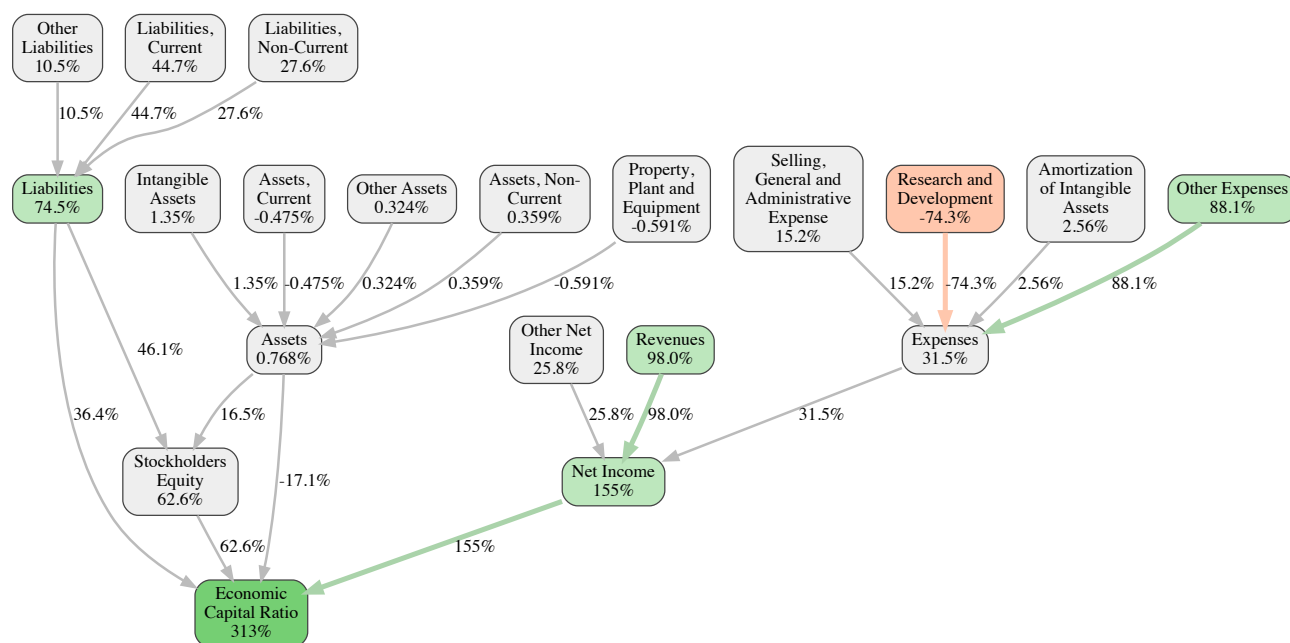 Other
Liabilities
10.5%
Liabilities,
Current
44.7%
Liabilities,
Non-Current
27.6%
10.5%
44.7%
27.6%
Liabilities
74.5%
Intangible
Assets
1.35%
Assets,
Current
-0.475%
Other Assets
0.324%
Assets, Non-
Current
0.359%
Property,
Plant and
Equipment
-0.591%
Selling,
General and
Administrative
Expense
15.2%
Research and
Development
-74.3%
Amortization
of Intangible
Assets
2.56%
Other Expenses
88.1%
1.35%
-0.475%
0.324%
0.359%
-0.591%
15.2%
-74.3%
2.56%
88.1%
46.1%
Assets
0.768%
Other Net
Income
25.8%
Revenues
98.0%
Expenses
31.5%
36.4%
16.5%
25.8%
98.0%
31.5%
Stockholders
Equity
62.6%
-17.1%
Net Income
155%
62.6%
155%
Economic
Capital Ratio
313%